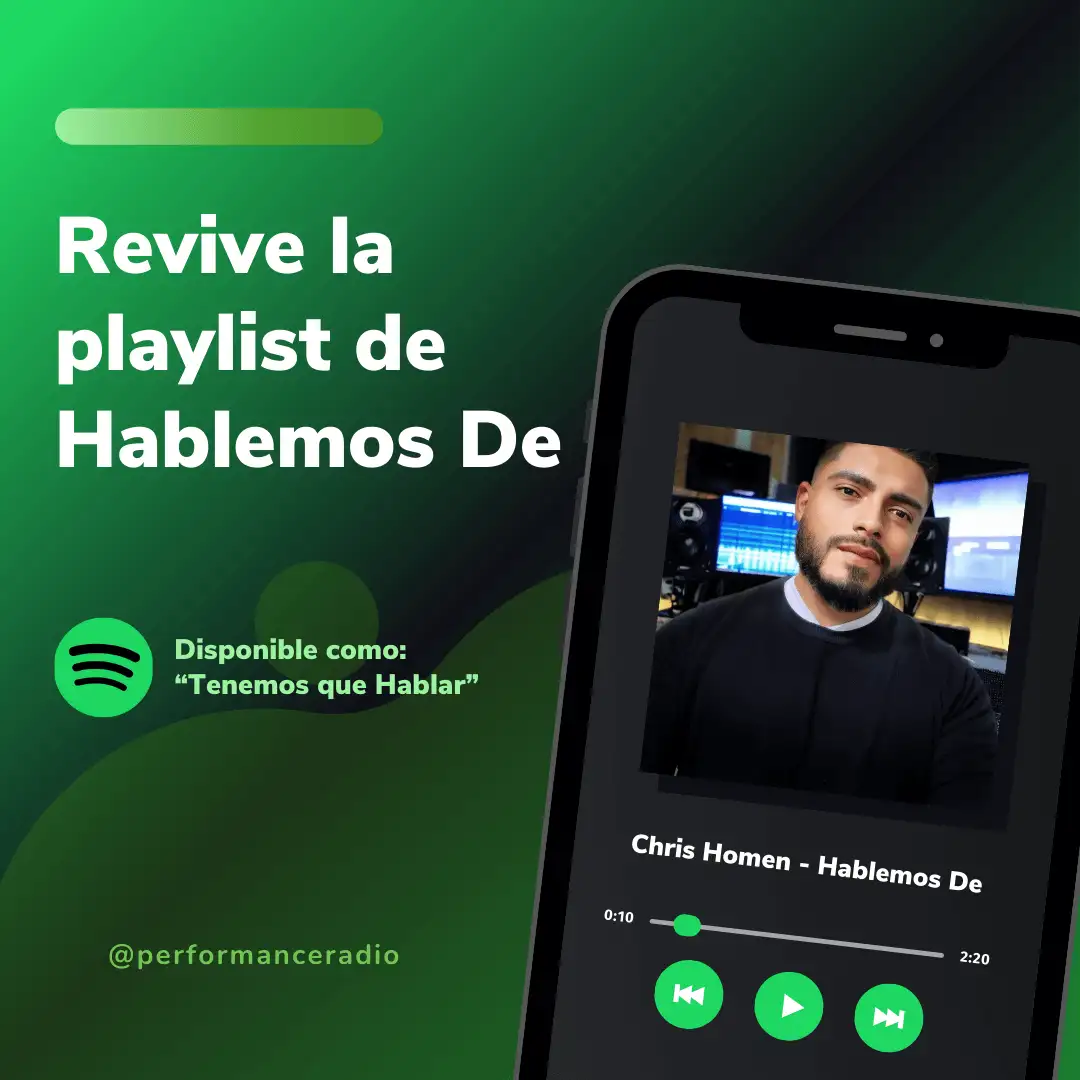 Revive la
playlist de
Hablemos De
Disponible como:
“Tenemos que Hablar”
@performanceradio
Chris Homen - Hablemos De
0:10
2:20